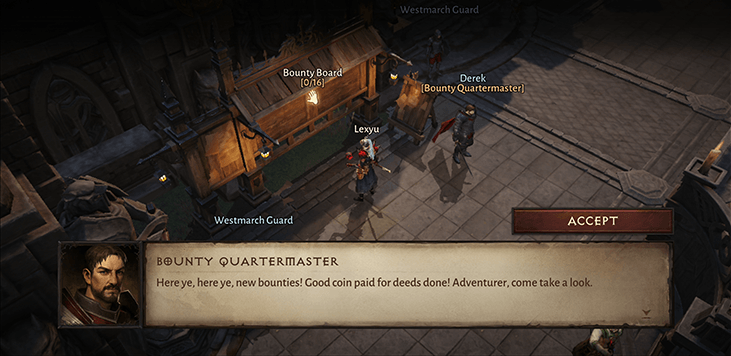 Westmarch Guard
Bounty Board
[0/16]
Derek
[Bounty Quartermaster]
Lexyu
Westmarch Guard
ACCEPT
BOUNTY QUARTERMASTER
Here ye, here ye, new bounties! Good coin paid for deeds done! Adventurer, come take a look.